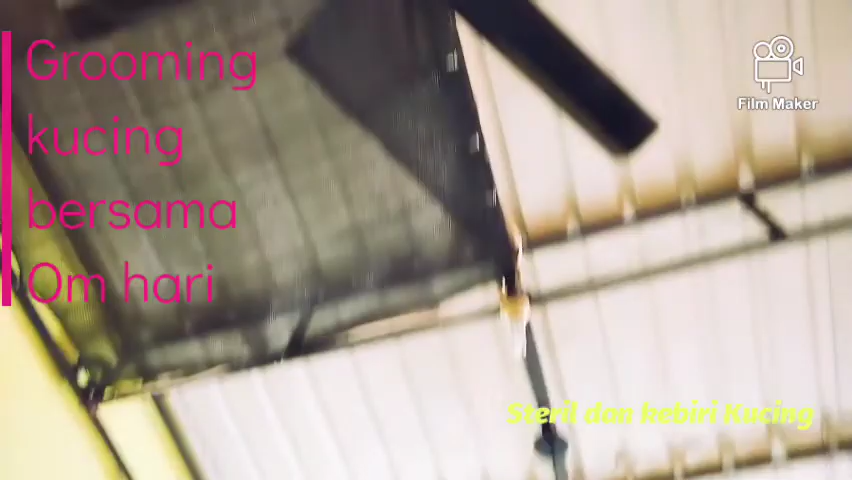 Grooming
kucing
bersama
Om hari
Film Maker
Steril dan kebiri Kucing